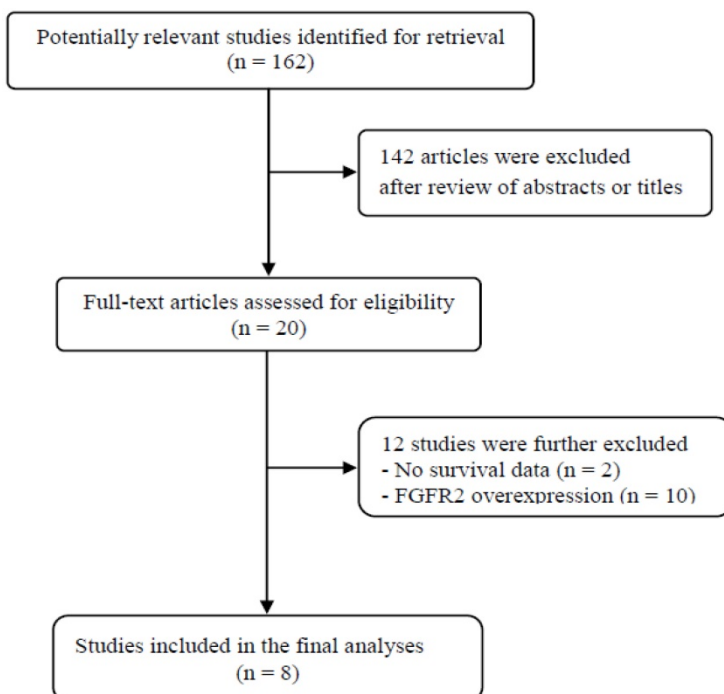 Potentially relevant studies identified for retrieval
(n = 162)
142 articles were excluded
after review of abstracts or titles
Full-text articles assessed for eligibility
(n = 20)
12 studies were further excluded
- No survival data (n = 2)
- FGFR2 overexpression (n = 10)
Studies included in the final analyses
(n = 8)